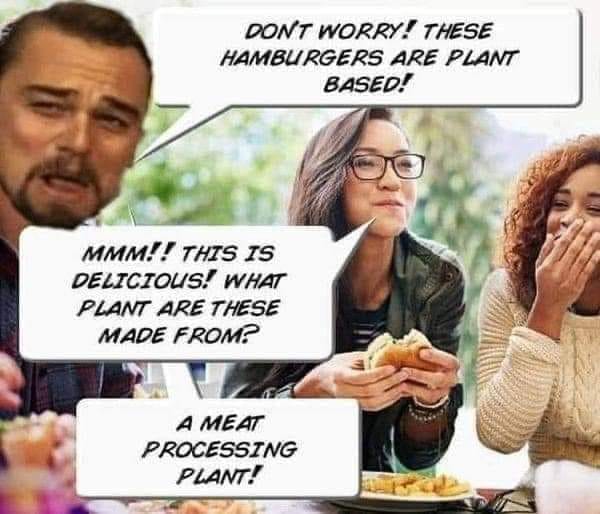 DON'T WORRY! THESE
HAMBURGERS ARE PLANT
BASED!
MMM!! THIS IS
DELICIOUS! WHAT
PLANT ARE THESE
MADE FROM?
A MEAT
PROCESSING
PLANT!